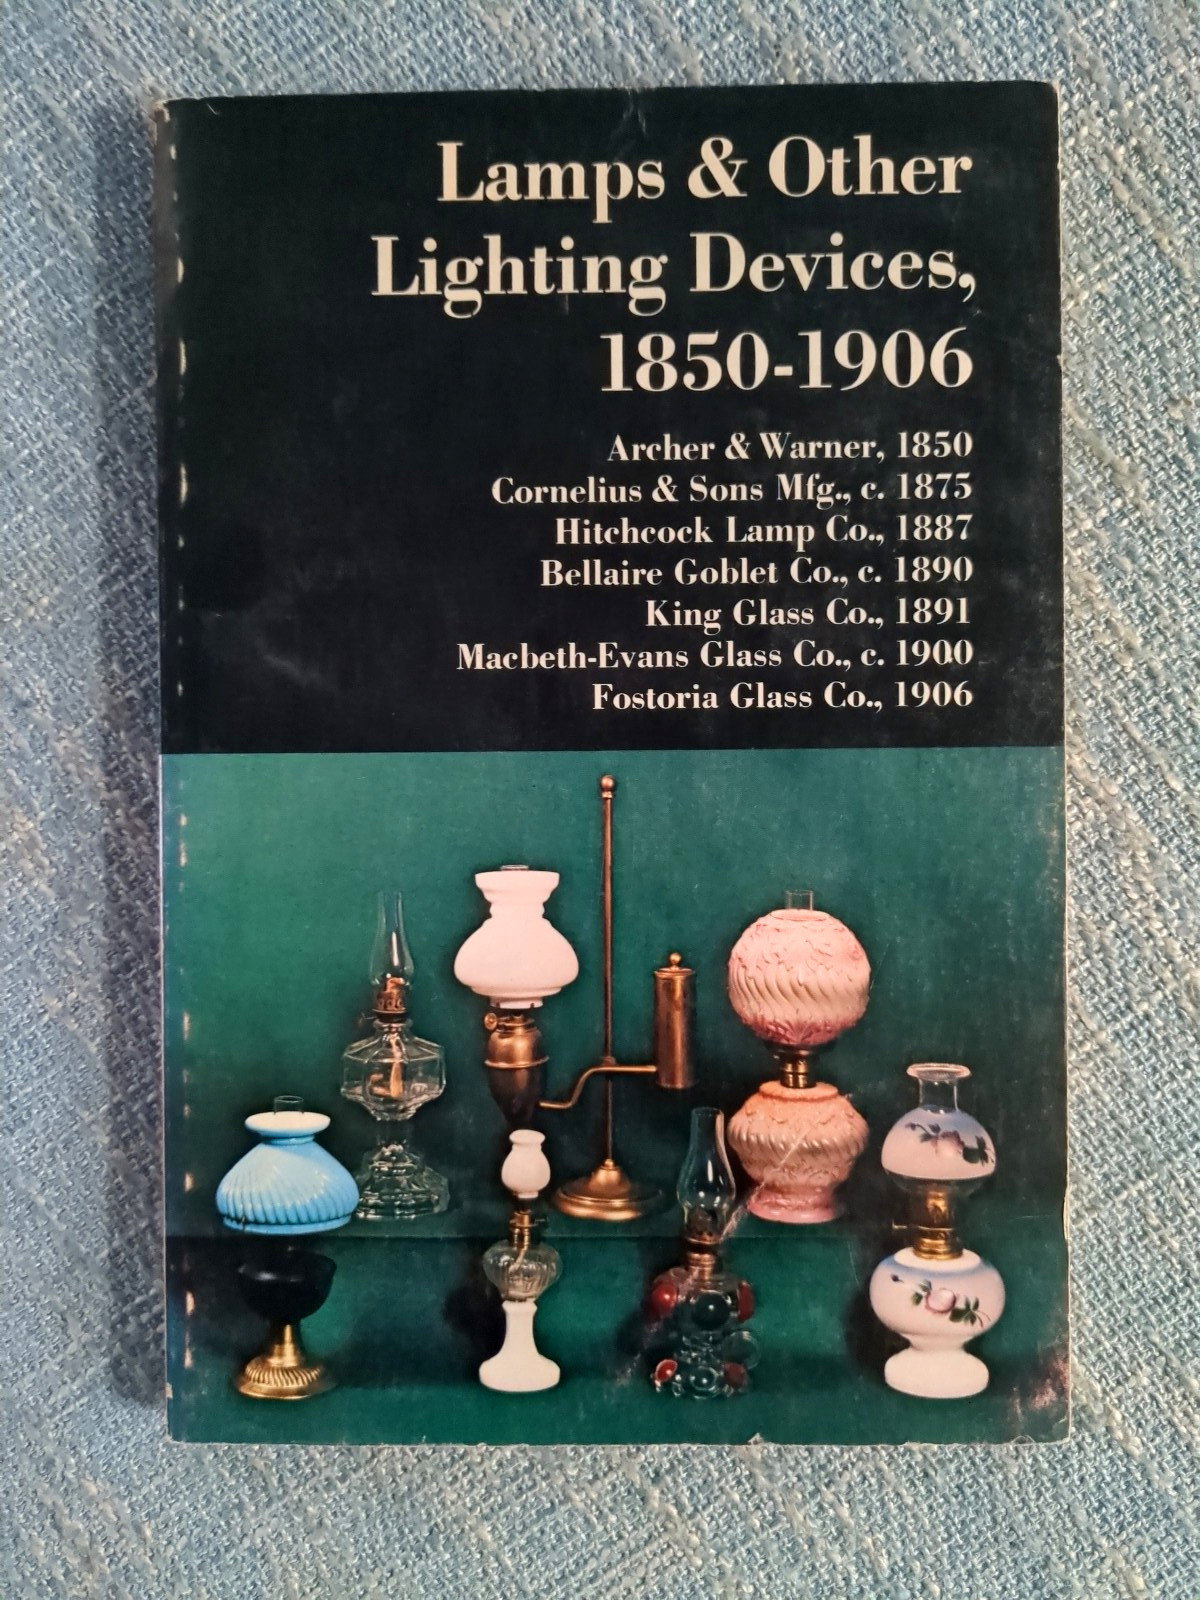 Lamps & Other
Lighting Devices,
1850-1906
Archer & Warner, 1850
Cornelius & Sons Mfg., c. 1875
Hitchcock Lamp Co., 1887
Bellaire Goblet Co., c. 1890
King Glass Co., 1891
Macbeth-Evans Glass Co., c. 1900
Fostoria Glass Co., 1906